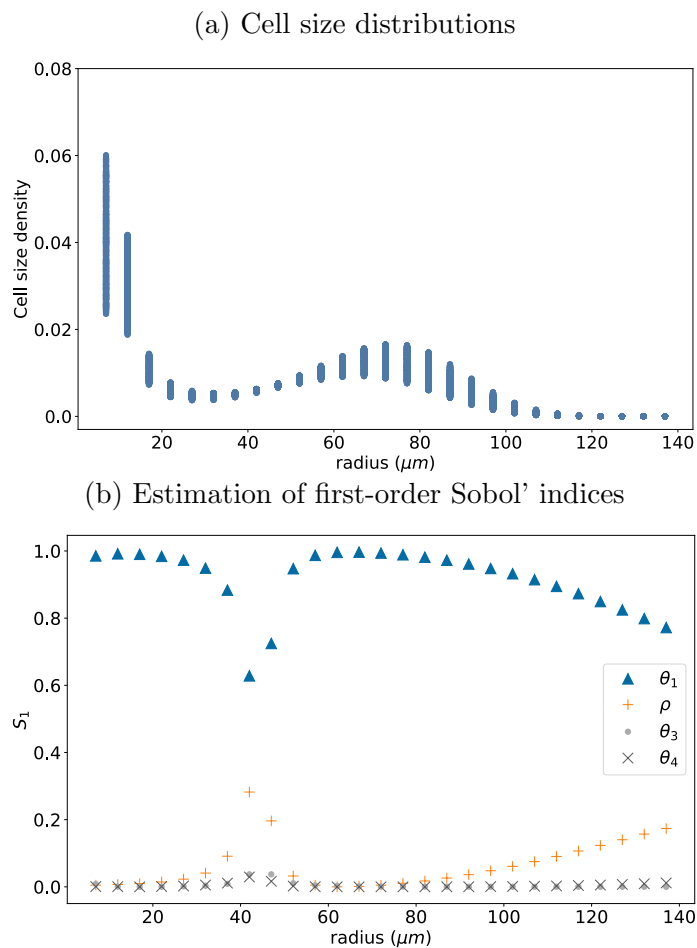 (a) Cell size distributions
0.08
0.06
0.04
0.02
0.0
Cell size density
20 40 60 80 100 120 140
radius (μm)
(b) Estimation of first-order Sobol' indices
1.0
0.8
0.6
0.4
0.2
0.0
S₁
θ₁
ρ
θ₃
θ₄
20 40 60 80 100 120 140
radius (μm)